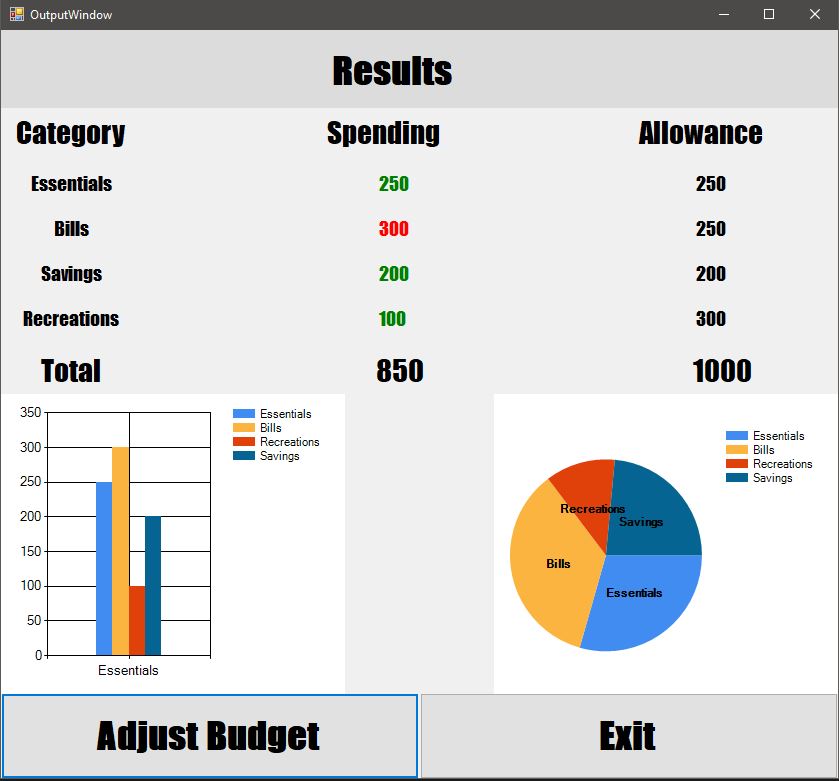 OutputWindow
Results
Category Spending Allowance
Essentials 250 250
Bills 300 250
Savings 200 200
Recreations 100 300
Total 850 1000
350
300
250
200
150
100
50
0
Essentials
Essentials
Bills
Recreations
Savings
Essentials
Bills
Recreations
Savings
Recreations
Savings
Bills
Essentials
Adjust Budget Exit